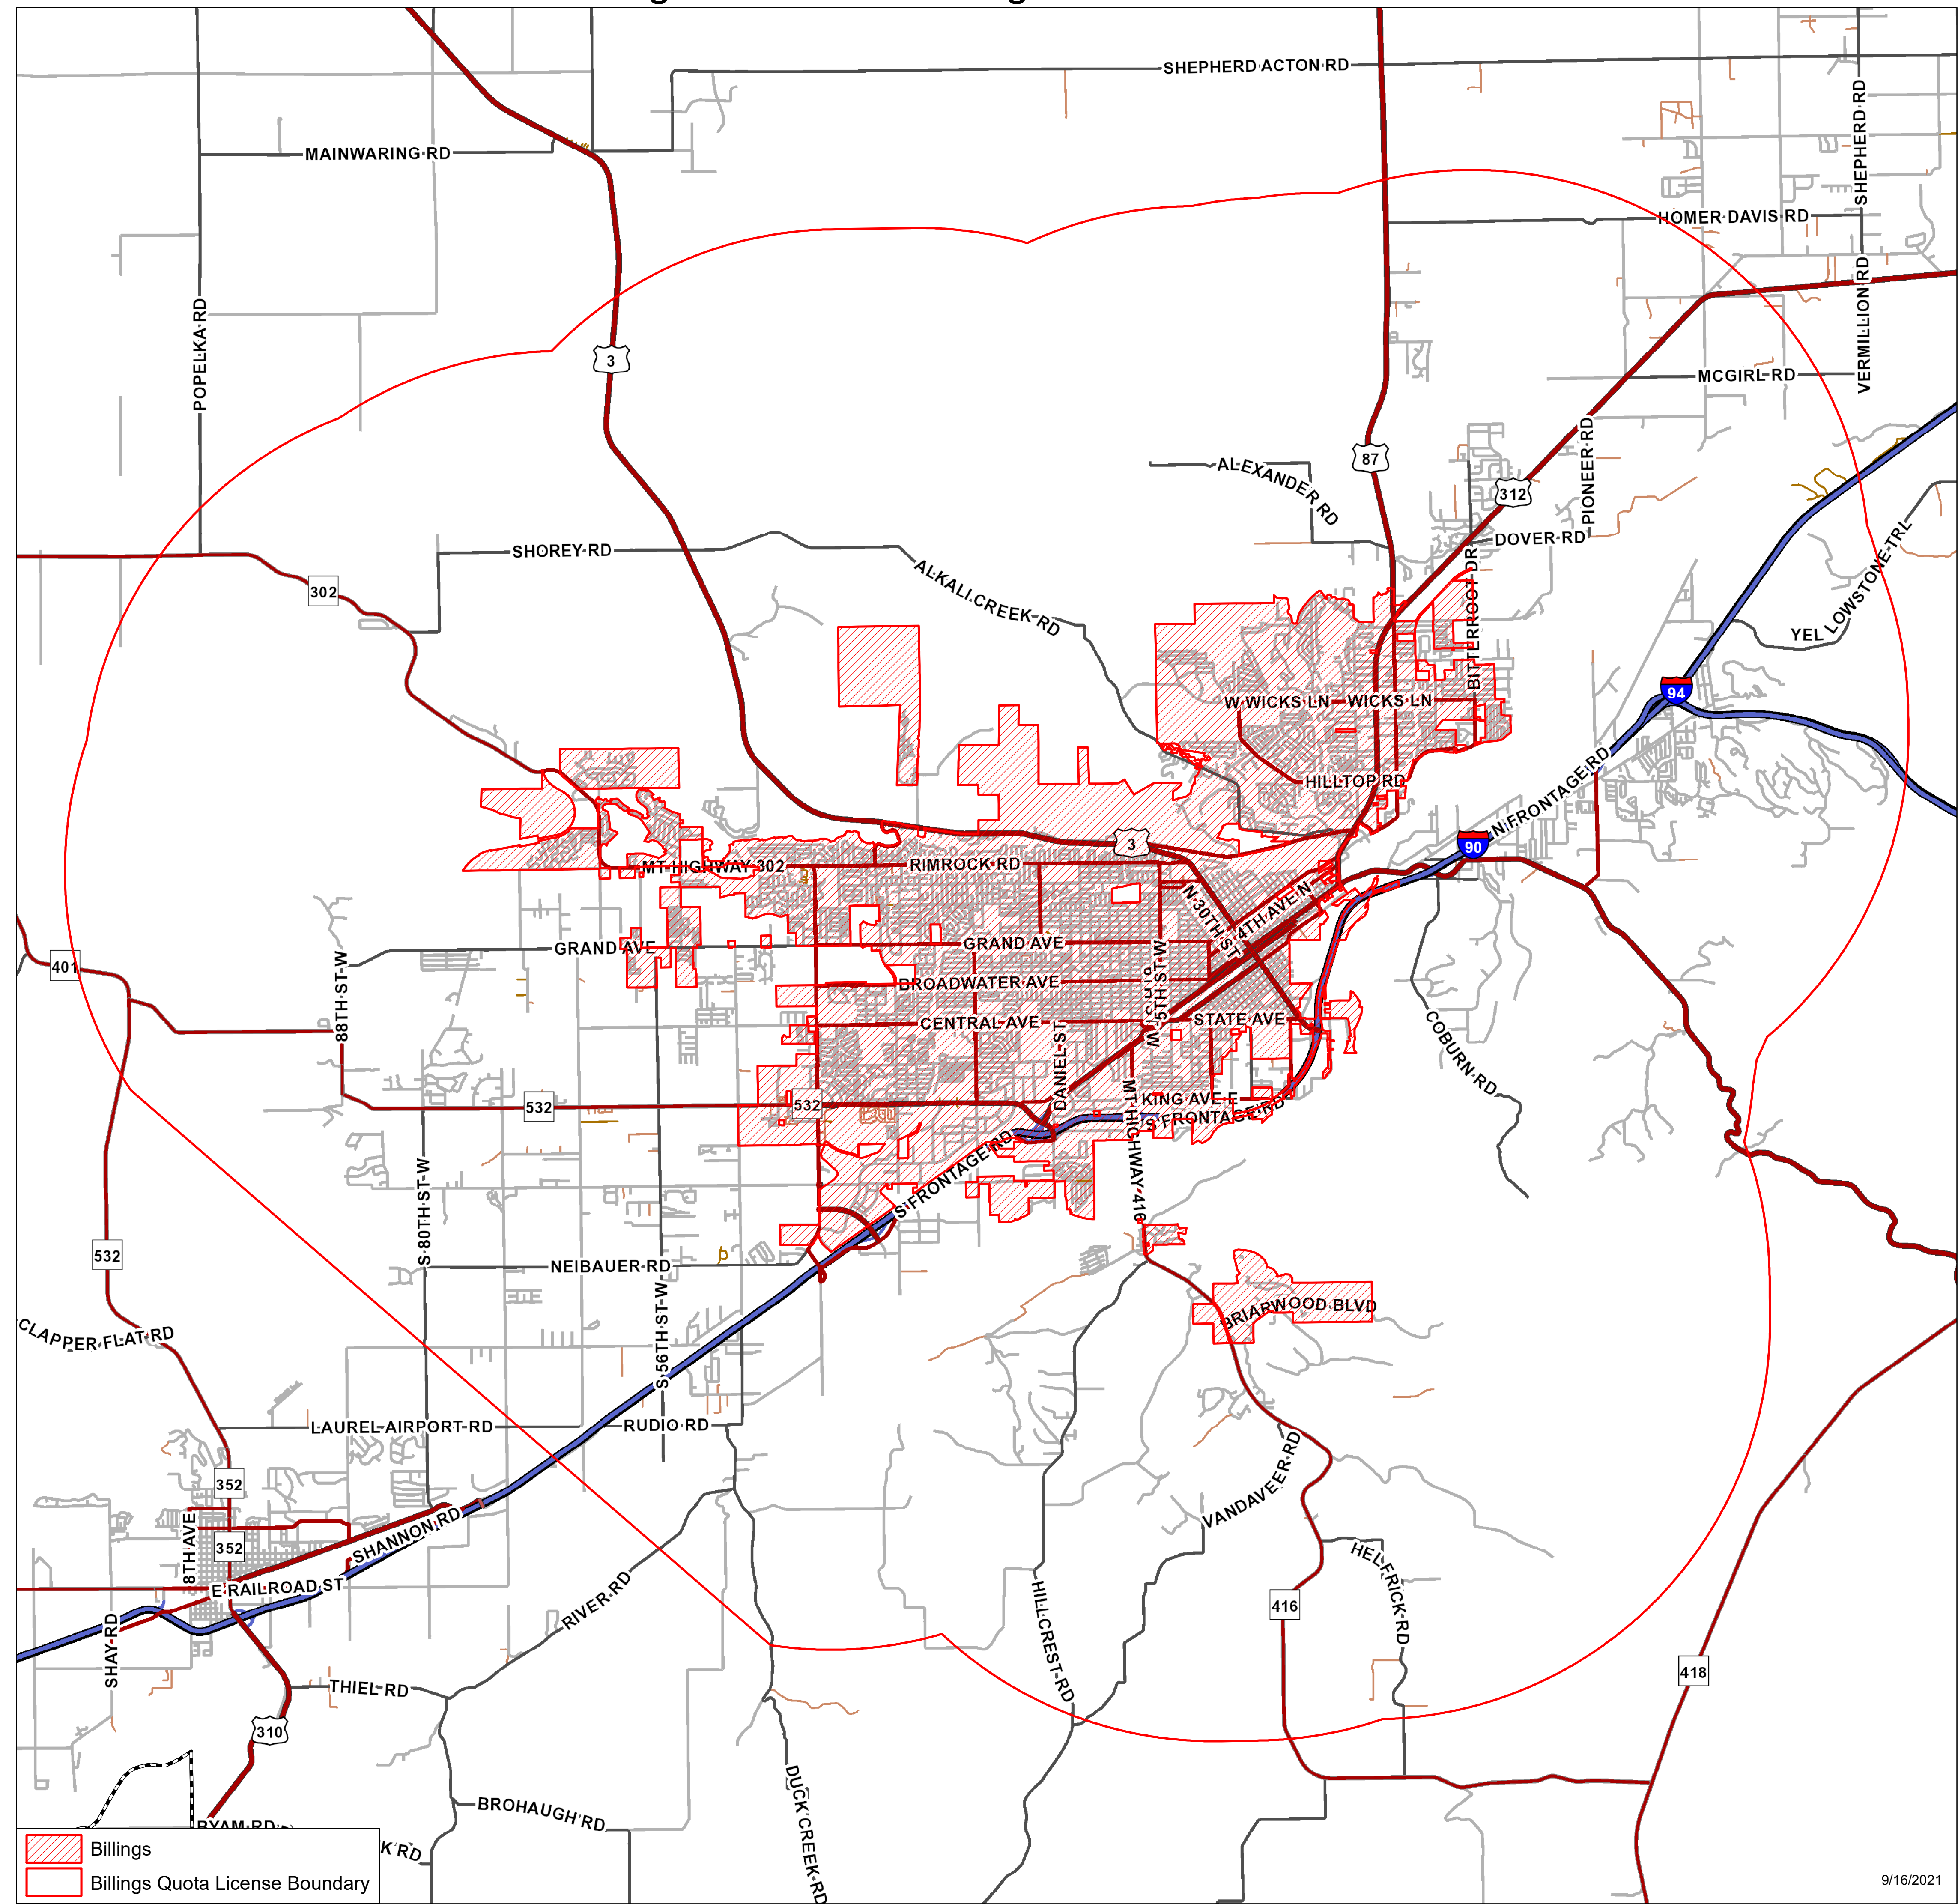 SHEPHERD ACTON RD
SHEPHERD RD
MAINWARING RD
HOMER DAVIS RD
POPELKA RD
VERMILLION RD
3
MCGIRL RD
87
ALEXANDER RD
312
PIONEER RD
DOVER RD
SHOREY RD
ALKALI CREEK RD
302
YELLOWSTONE TRL
BITTERROOT DR
94
W WICKS LN
WICKS LN
HILLTOP RD
N FRONTAGE RD
90
3
MT HIGHWAY 302
RIMROCK RD
N 30TH ST
4TH AVE N
GRAND AVE
GRAND AVE
401
88TH ST W
BROADWATER AVE
5TH ST W
CENTRAL AVE
STATE AVE
COBURN RD
DANIEL ST
532
532
KING AVE E
S FRONTAGE RD
MT HIGHWAY 416
S FRONTAGE RD
S 80TH ST W
532
NEIBAUER RD
S 56TH ST W
BRIARWOOD BLVD
CLAPPER FLAT RD
LAUREL AIRPORT RD
RUDIO RD
VANDAVEER RD
352
8TH AVE
352
SHANNON RD
HELFRICK RD
E RAILROAD ST
RIVER RD
416
HILLCREST RD
SHAY RD
418
THIEL RD
310
DUCK CREEK RD
BROHAUGH RD
BYAM RD
K RD
Billings
Billings Quota License Boundary
9/16/2021